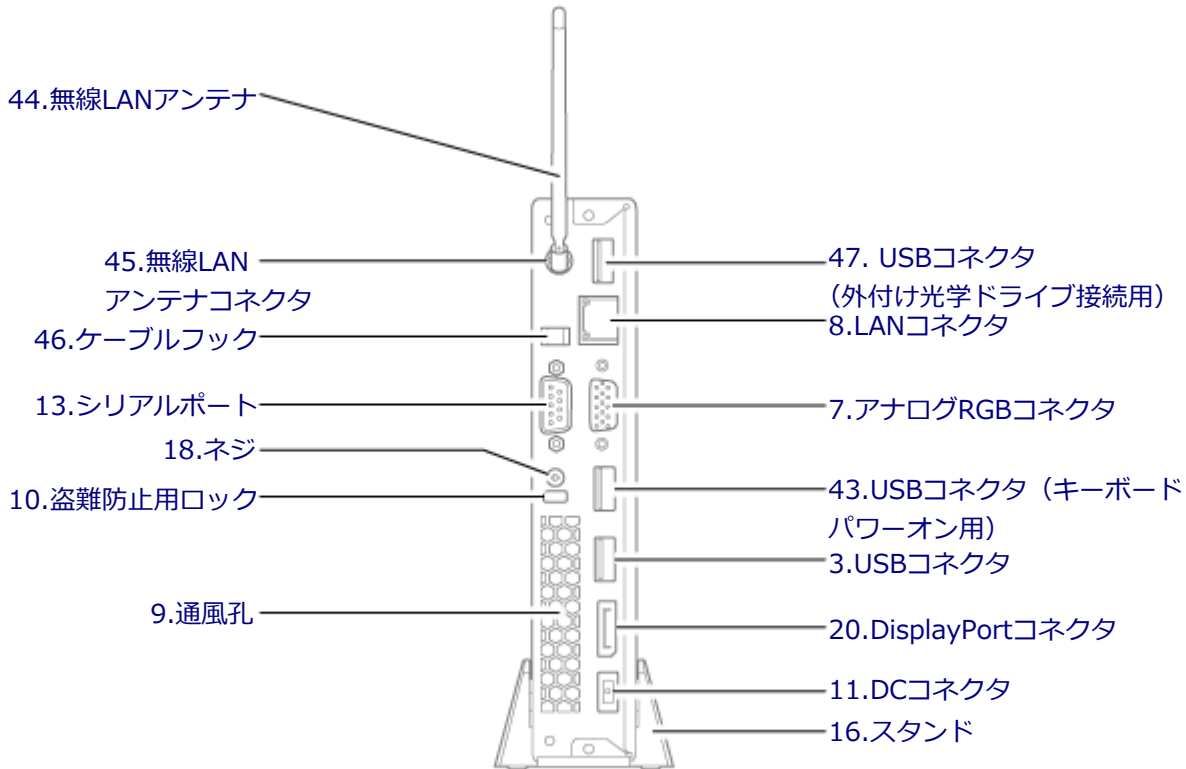 44.無線LANアンテナ
45.無線LAN
アンテナコネクタ
46.ケーブルフック
13.シリアルポート
18.ネジ
10.盗難防止用ロック
9.通風孔
47. USBコネクタ
（外付け光学ドライブ接続用）
8.LANコネクタ
7.アナログRGBコネクタ
43.USBコネクタ（キーボード
パワーオン用）
3.USBコネクタ
20.DisplayPortコネクタ
11.DCコネクタ
16.スタンド